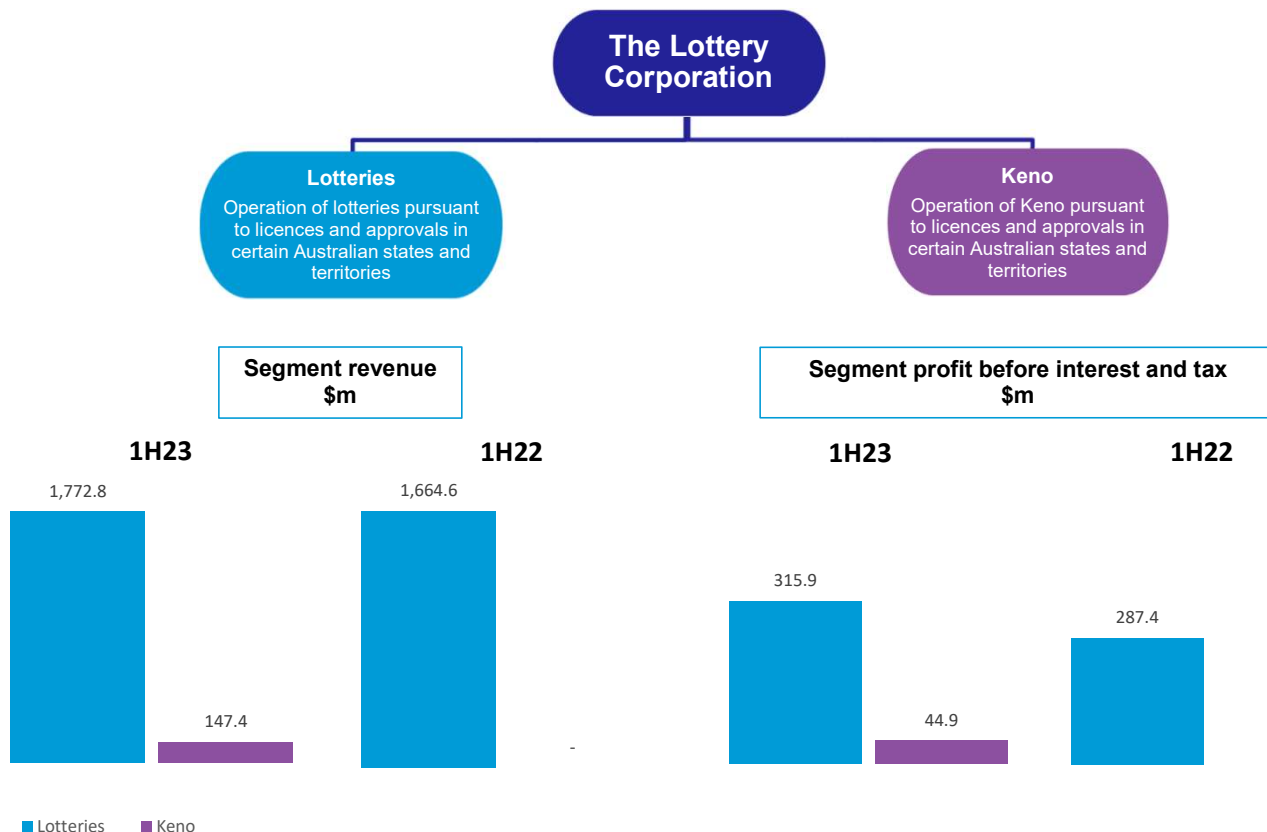 The Lottery
Corporation
Lotteries
Operation of lotteries pursuant
to licences and approvals in
certain Australian states and
territories
Keno
Operation of Keno pursuant
to licences and approvals in
certain Australian states and
territories
Segment revenue
$m
Segment profit before interest and tax
$m
1H23
1H22
1H23
1H22
1,772.8
147.4
1,664.6
-
315.9
44.9
287.4
Lotteries
Keno